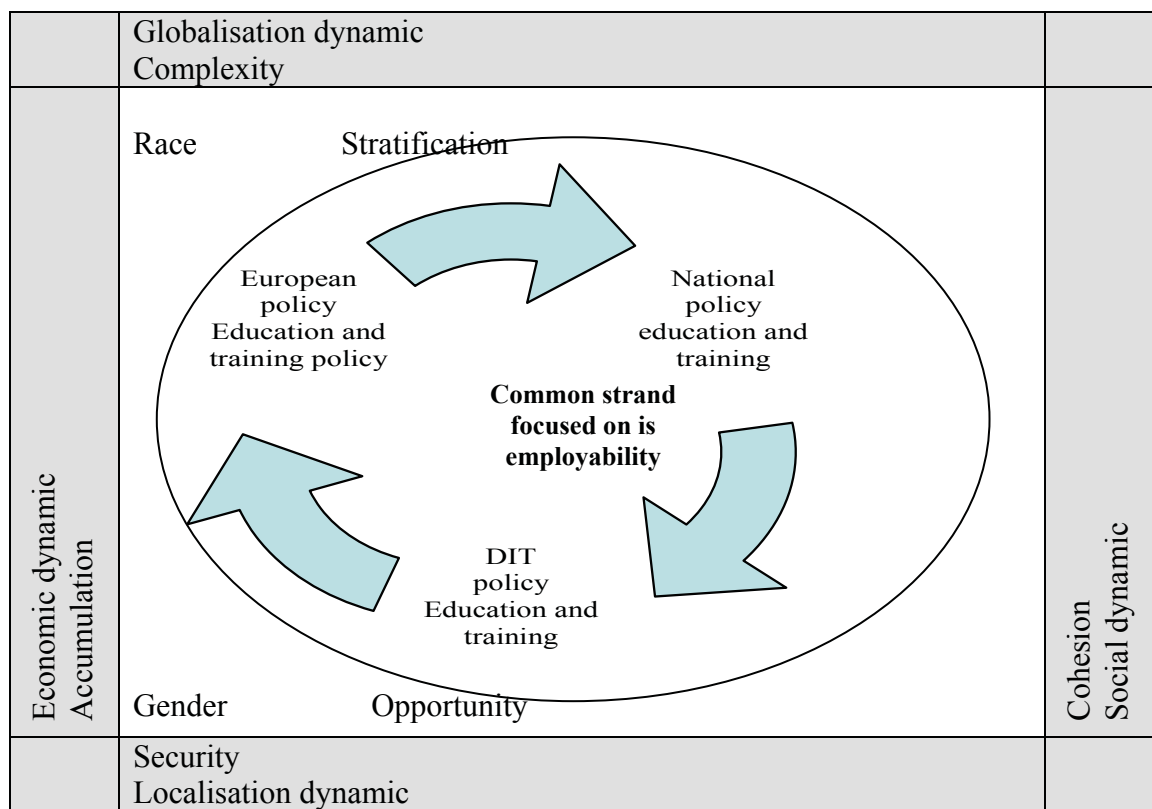 Globalisation dynamic
Complexity
Economic dynamic
Accumulation
Race Stratification
European
policy
Education and
training policy
National
policy
education and
training
Common strand
focused on is
employability
DIT
policy
Education and
training
Gender Opportunity
Cohesion
Social dynamic
Security
Localisation dynamic